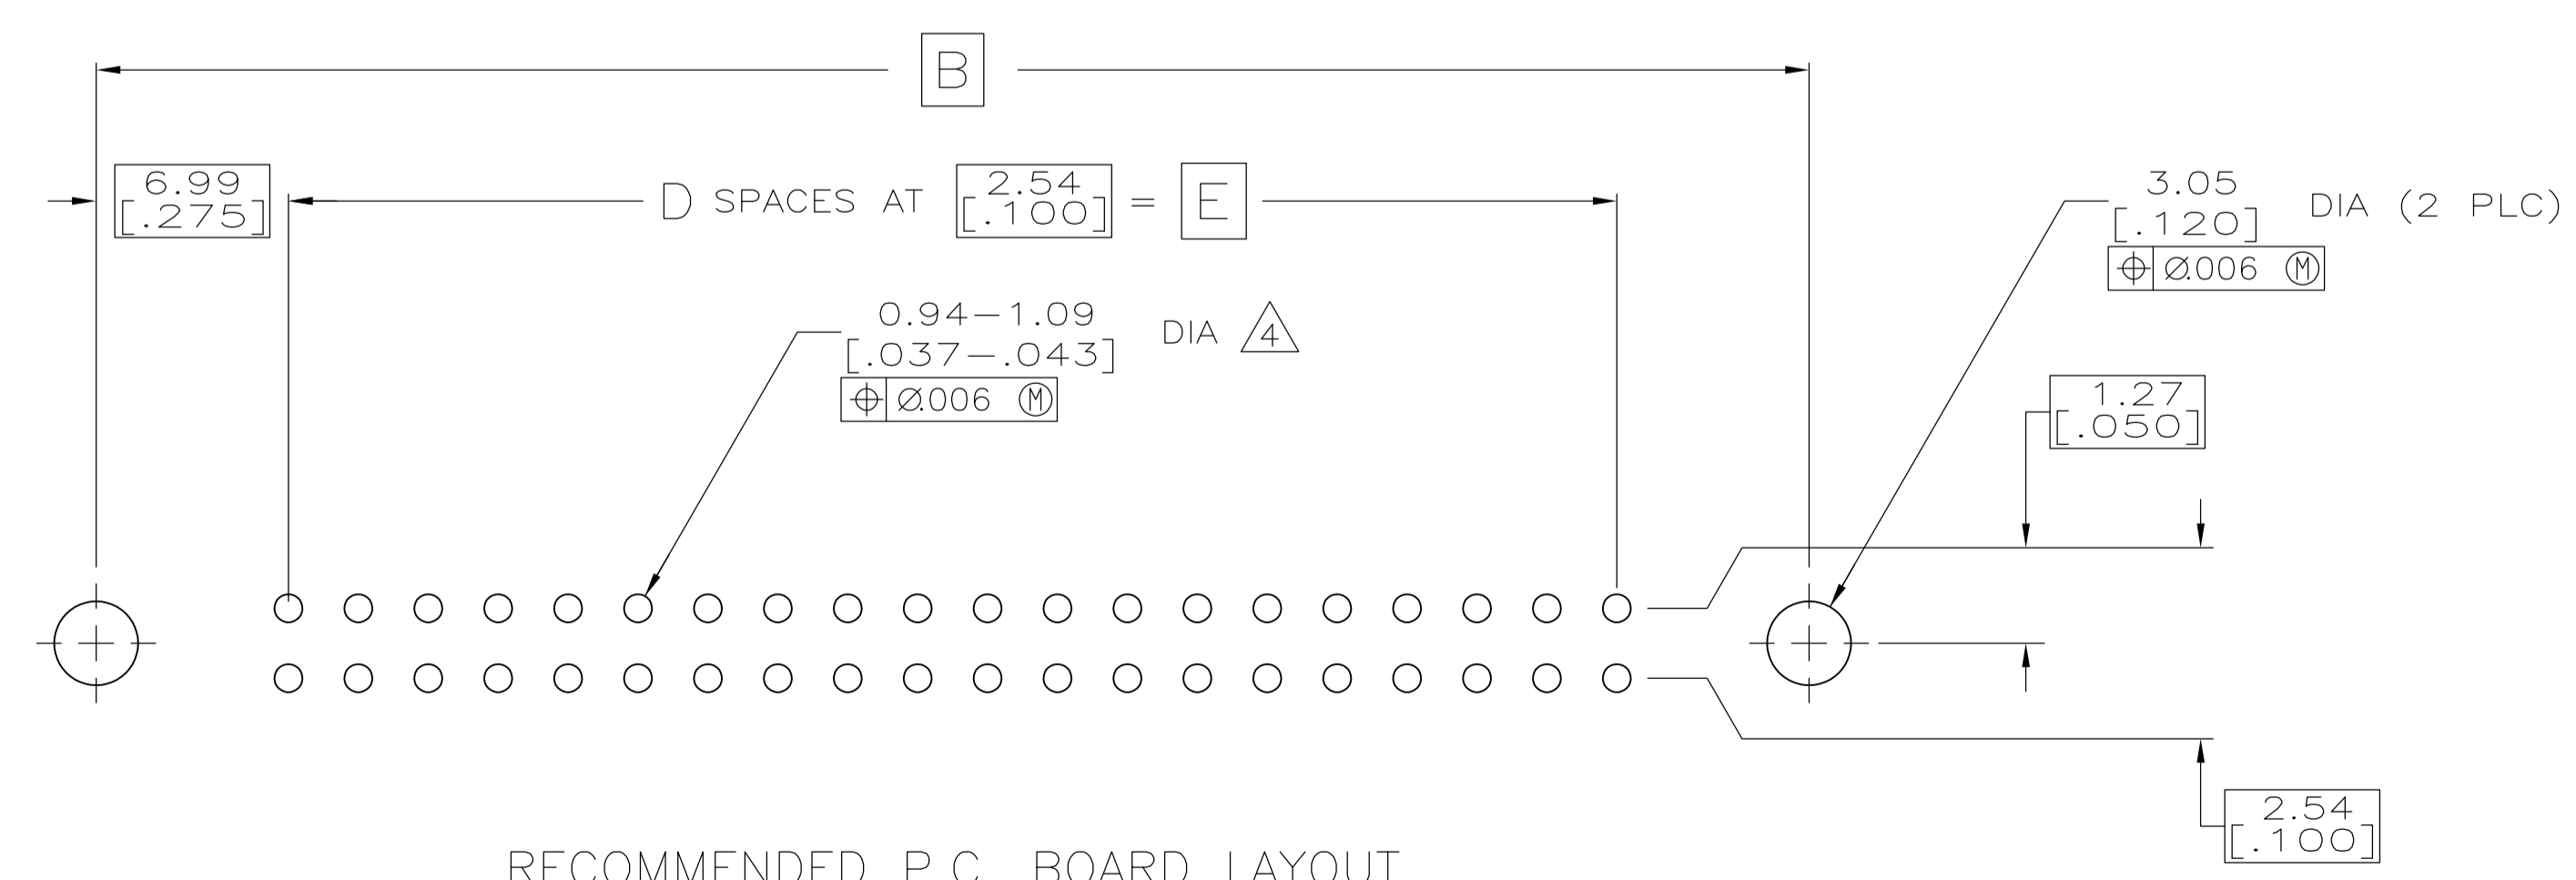 B
6.99
[.275]
D SPACES AT 2.54 = E
[.100]
3.05
[.120] DIA (2 PLC)
⌖ Ø.006 Ⓜ
0.94-1.09
[.037-.043] DIA 4
⌖ Ø.006 Ⓜ
1.27
[.050]
2.54
[.100]
RECOMMENDED P.C. BOARD LAYOUT